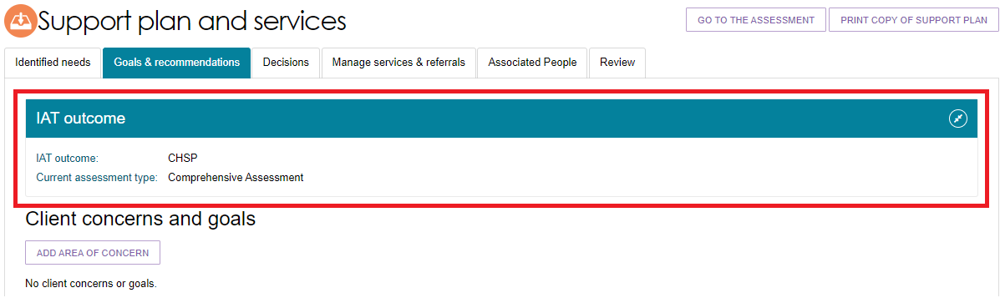 Support plan and services
GO TO THE ASSESSMENT
PRINT COPY OF SUPPORT PLAN
Identified needs
Goals & recommendations
Decisions
Manage services & referrals
Associated People
Review
IAT outcome
IAT outcome: CHSP
Current assessment type: Comprehensive Assessment
Client concerns and goals
ADD AREA OF CONCERN
No client concerns or goals.